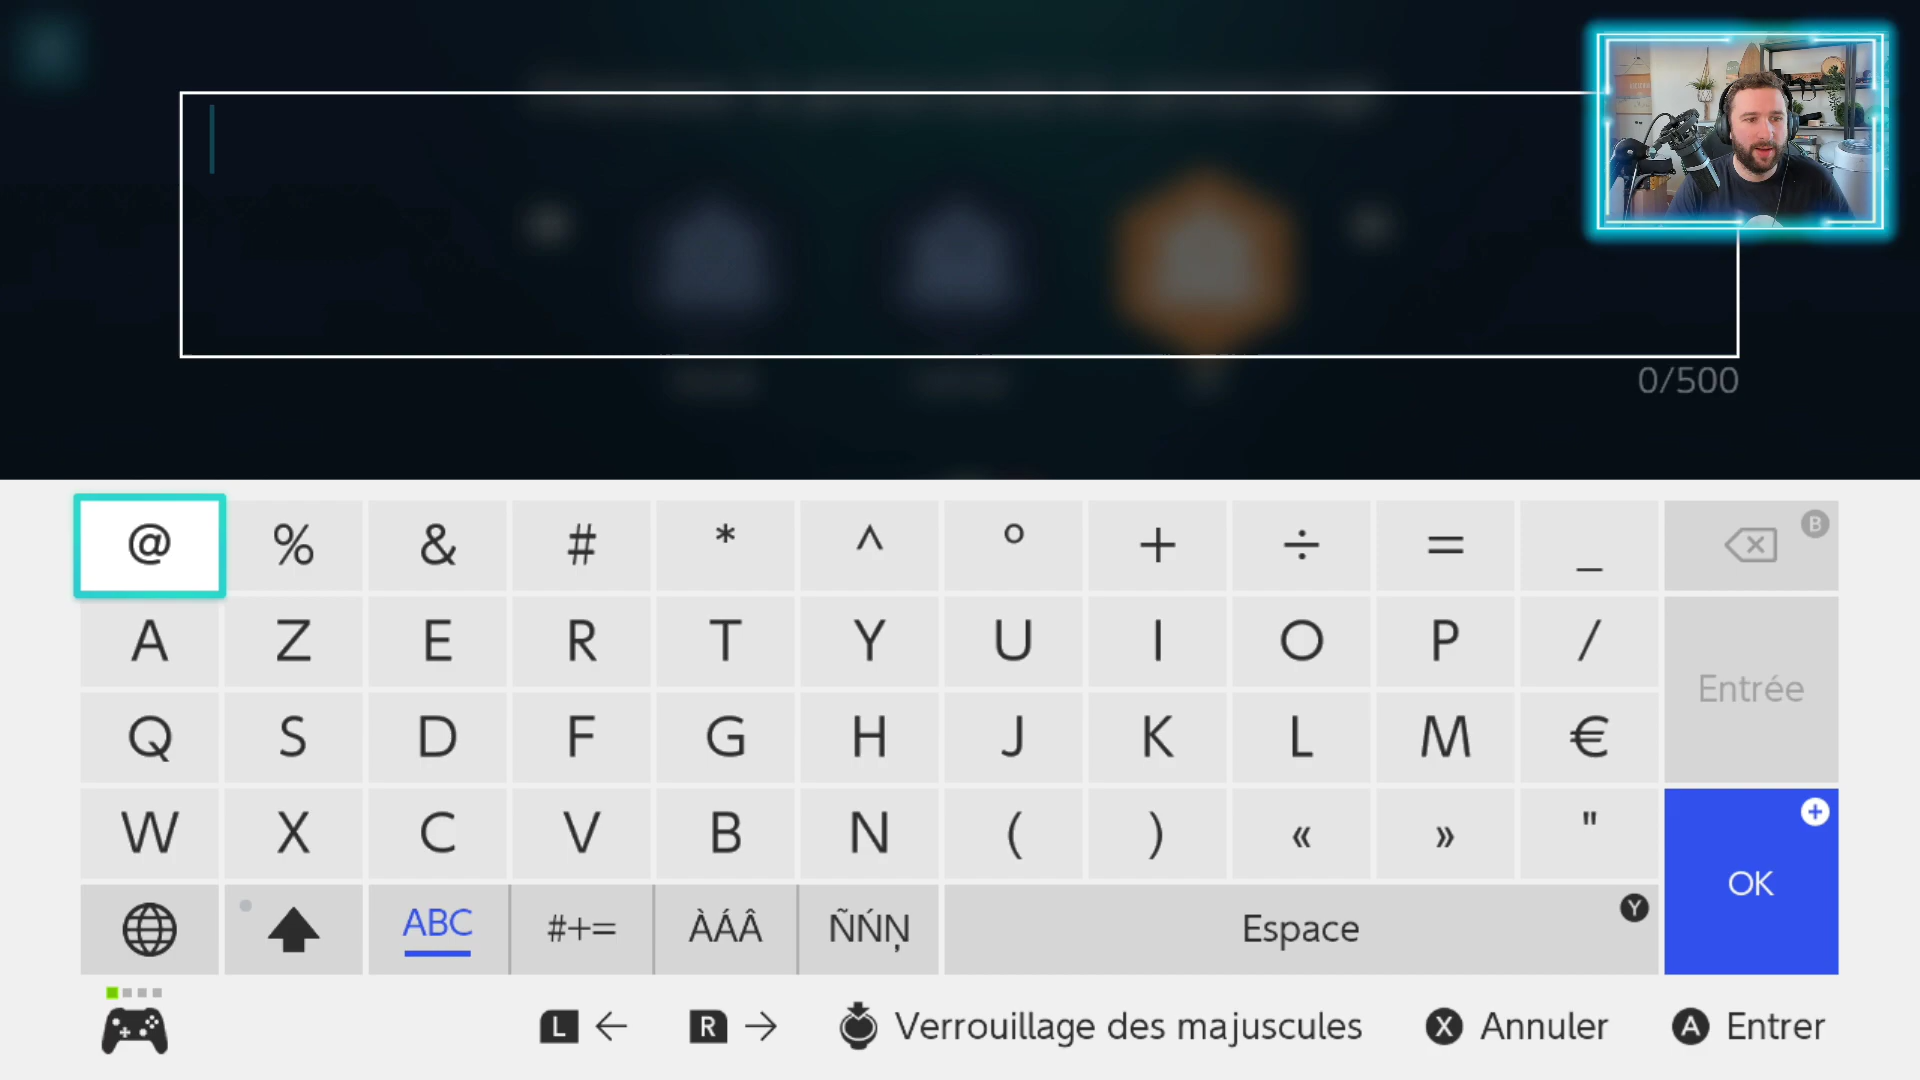 0/500
@ % & # * ^ ° + ÷ = _ B
A Z E R T Y U I O P /
Entrée
Q S D F G H J K L M €
W X C V B N ( ) « » "
OK
ABC #+= ÀÁÂ ÑŃŅ Espace Y
L ← R → Verrouillage des majuscules X Annuler A Entrer